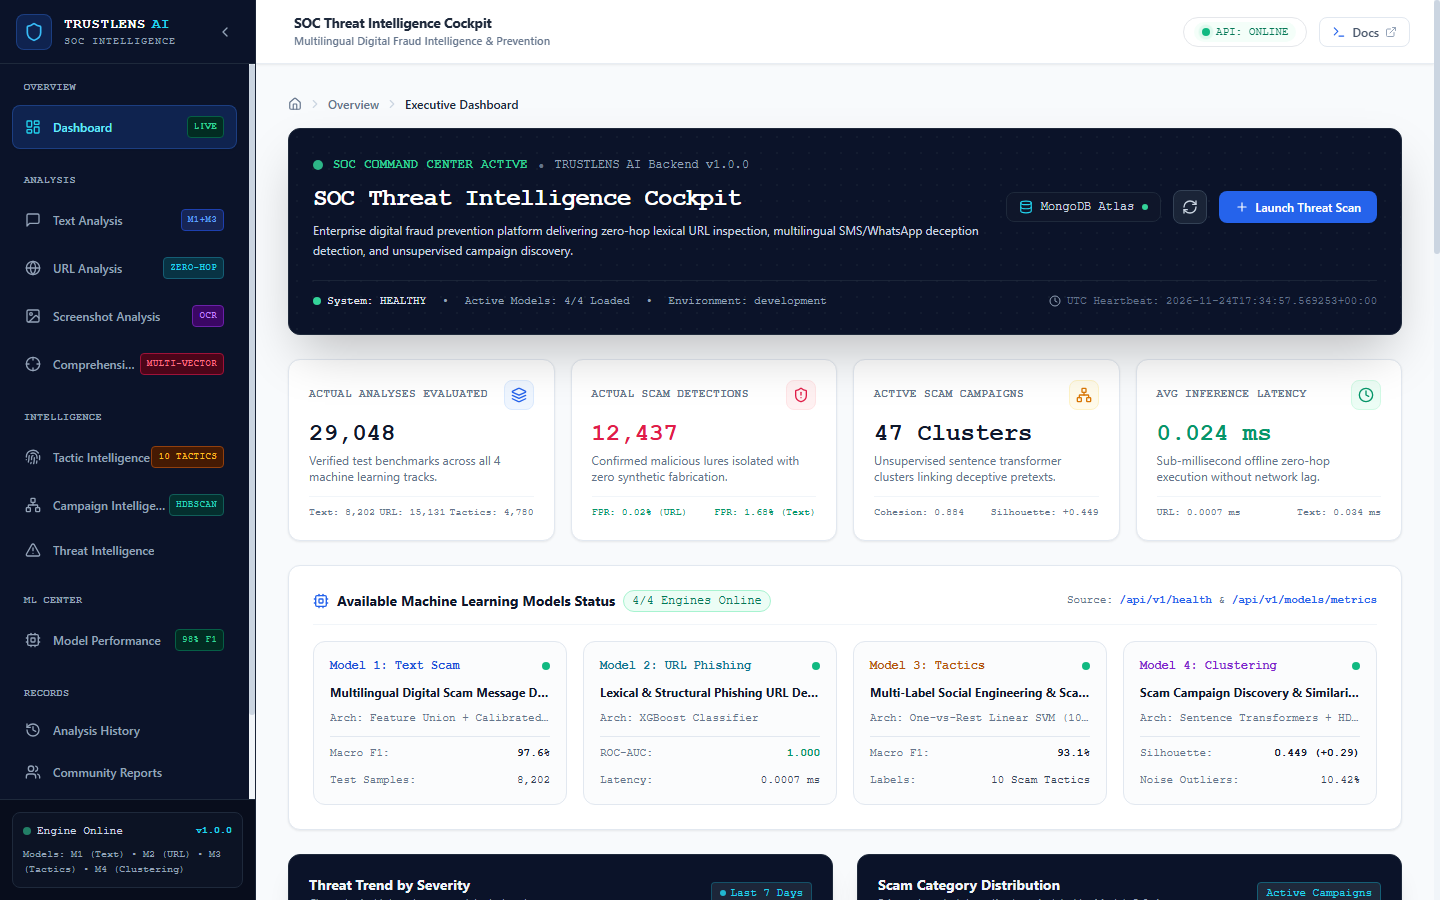 TRUSTLENS AI
SOC INTELLIGENCE
OVERVIEW
Dashboard
LIVE
ANALYSIS
Text Analysis
M1+M3
URL Analysis
ZERO-HOP
Screenshot Analysis
OCR
Comprehensi...
MULTI-VECTOR
INTELLIGENCE
Tactic Intelligence
10 TACTICS
Campaign Intellige...
HDBSCAN
Threat Intelligence
ML CENTER
Model Performance
98% F1
RECORDS
Analysis History
Community Reports
Engine Online
v1.0.0
Models: M1 (Text) • M2 (URL) • M3
(Tactics) • M4 (Clustering)
SOC Threat Intelligence Cockpit
Multilingual Digital Fraud Intelligence & Prevention
API: ONLINE
Docs
Overview
Executive Dashboard
SOC COMMAND CENTER ACTIVE • TRUSTLENS AI Backend v1.0.0
SOC Threat Intelligence Cockpit
Enterprise digital fraud prevention platform delivering zero-hop lexical URL inspection, multilingual SMS/WhatsApp deception
detection, and unsupervised campaign discovery.
MongoDB Atlas
Launch Threat Scan
System: HEALTHY • Active Models: 4/4 Loaded • Environment: development
UTC Heartbeat: 2026-11-24T17:34:57.569253+00:00
ACTUAL ANALYSES EVALUATED
29,048
Verified test benchmarks across all 4
machine learning tracks.
Text: 8,202 URL: 15,131 Tactics: 4,780
ACTUAL SCAM DETECTIONS
12,437
Confirmed malicious lures isolated with
zero synthetic fabrication.
FPR: 0.02% (URL) FPR: 1.68% (Text)
ACTIVE SCAM CAMPAIGNS
47 Clusters
Unsupervised sentence transformer
clusters linking deceptive pretexts.
Cohesion: 0.884 Silhouette: +0.449
AVG INFERENCE LATENCY
0.024 ms
Sub-millisecond offline zero-hop
execution without network lag.
URL: 0.0007 ms Text: 0.034 ms
Available Machine Learning Models Status
4/4 Engines Online
Source: /api/v1/health & /api/v1/models/metrics
Model 1: Text Scam
Multilingual Digital Scam Message D...
Arch: Feature Union + Calibrated…
Macro F1: 97.6%
Test Samples: 8,202
Model 2: URL Phishing
Lexical & Structural Phishing URL De...
Arch: XGBoost Classifier
ROC-AUC: 1.000
Latency: 0.0007 ms
Model 3: Tactics
Multi-Label Social Engineering & Sca...
Arch: One-vs-Rest Linear SVM (10…
Macro F1: 93.1%
Labels: 10 Scam Tactics
Model 4: Clustering
Scam Campaign Discovery & Similari...
Arch: Sentence Transformers + HD…
Silhouette: 0.449 (+0.29)
Noise Outliers: 10.42%
Threat Trend by Severity
Last 7 Days
Scam Category Distribution
Active Campaigns